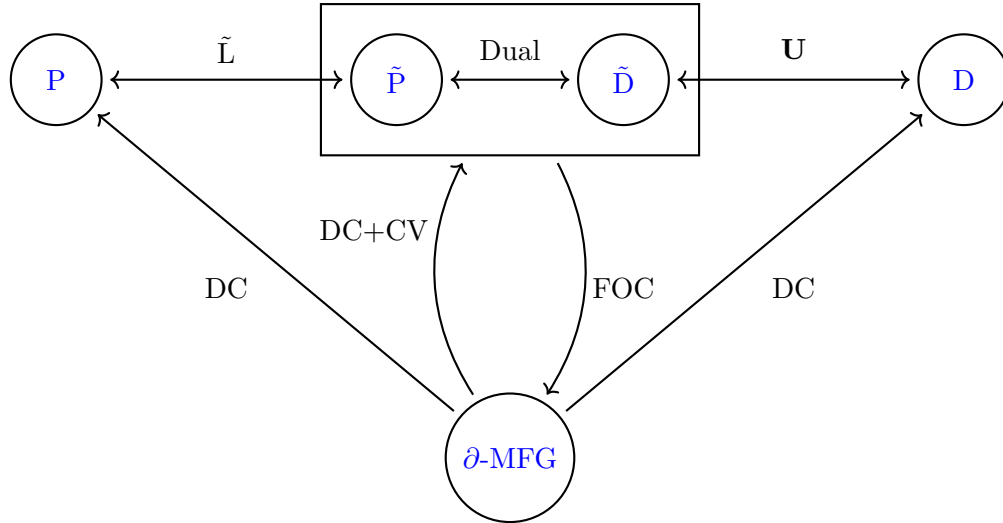 L̃ Dual U
P P̃ D̃ D
DC+CV
DC FOC DC
∂-MFG